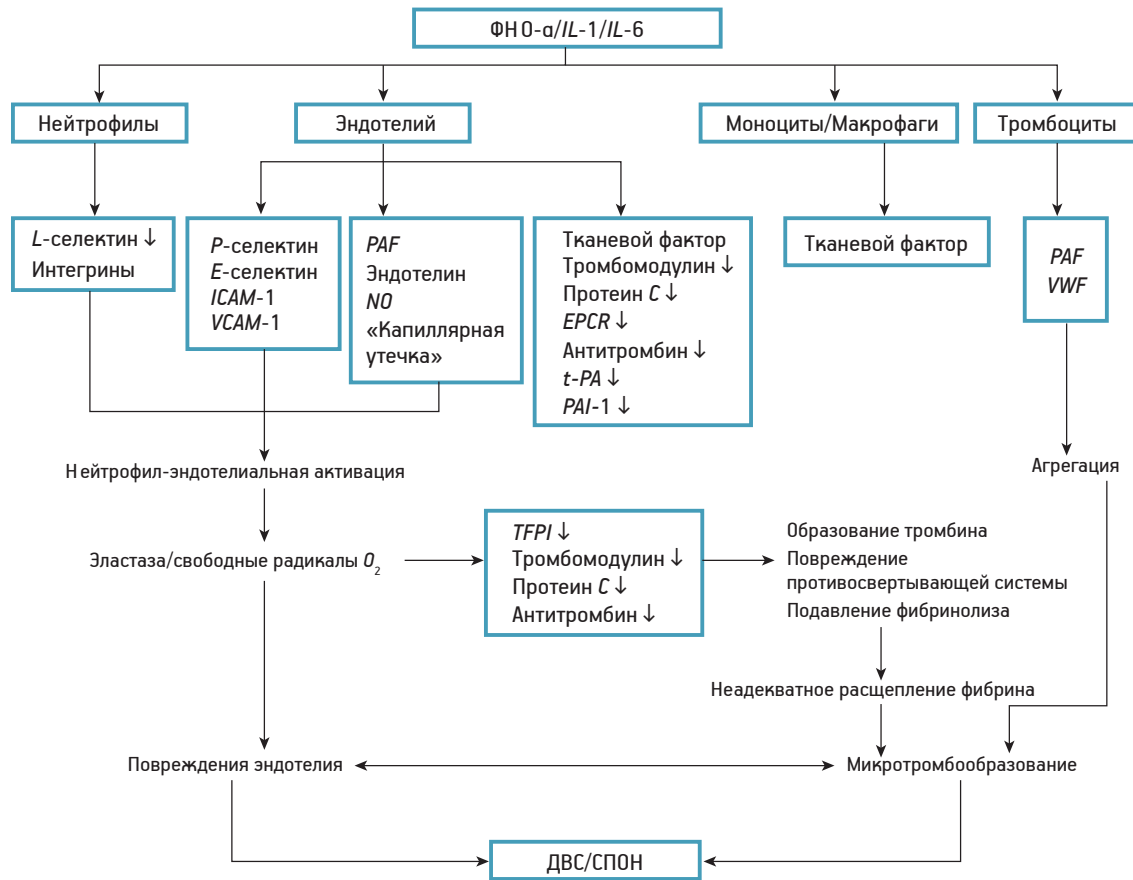 ФНО-α/IL-1/IL-6
Нейтрофилы
Эндотелий
Моноциты/Макрофаги
Тромбоциты
L-селектин ↓
Интегрины
P-селектин
E-селектин
ICAM-1
VCAM-1
PAF
Эндотелин
NO
«Капиллярная
утечка»
Тканевой фактор
Тромбомодулин ↓
Протеин C ↓
EPCR ↓
Антитромбин ↓
t-PA ↓
PAI-1 ↓
Тканевой фактор
PAF
VWF
Нейтрофил-эндотелиальная активация
Агрегация
Эластаза/свободные радикалы O₂
TFPI ↓
Тромбомодулин ↓
Протеин C ↓
Антитромбин ↓
Образование тромбина
Повреждение
противосвертывающей системы
Подавление фибринолиза
Неадекватное расщепление фибрина
Повреждения эндотелия
Микротромбообразование
ДВС/СПОН